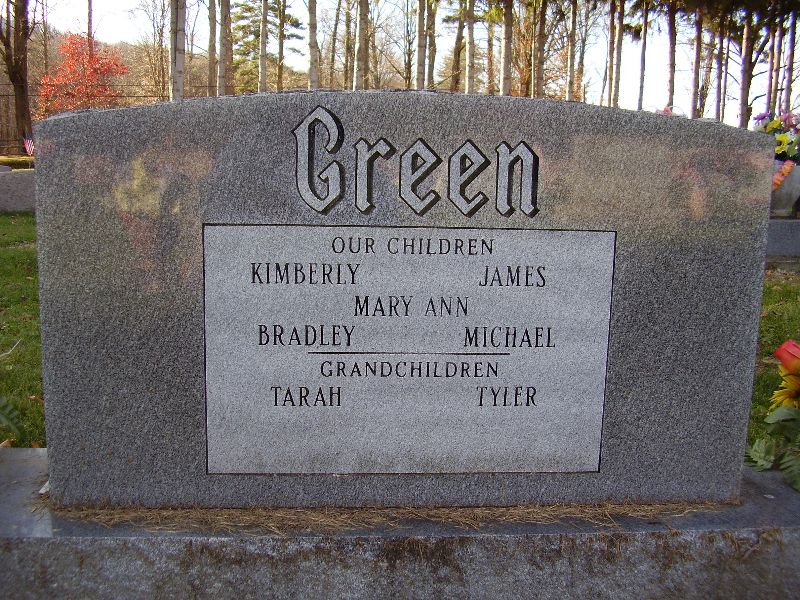 Green
OUR CHILDREN
KIMBERLY JAMES
MARY ANN
BRADLEY MICHAEL
GRANDCHILDREN
TARAH TYLER